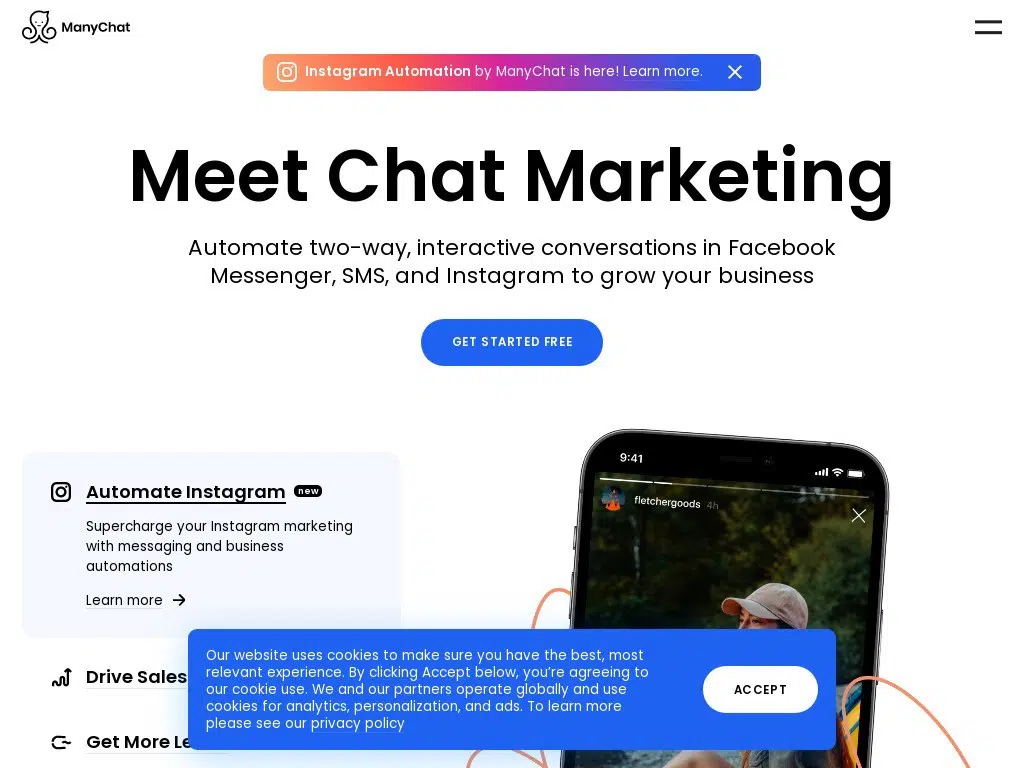 ManyChat
Instagram Automation by ManyChat is here! Learn more.
Meet Chat Marketing
Automate two-way, interactive conversations in Facebook
Messenger, SMS, and Instagram to grow your business
GET STARTED FREE
Automate Instagram new
Supercharge your Instagram marketing
with messaging and business
automations
Learn more
9:41
fletchergoods 4h
Drive Sales
Get More
Our website uses cookies to make sure you have the best, most
relevant experience. By clicking Accept below, you're agreeing to
our cookie use. We and our partners operate globally and use
cookies for analytics, personalization, and ads. To learn more
please see our privacy policy
ACCEPT